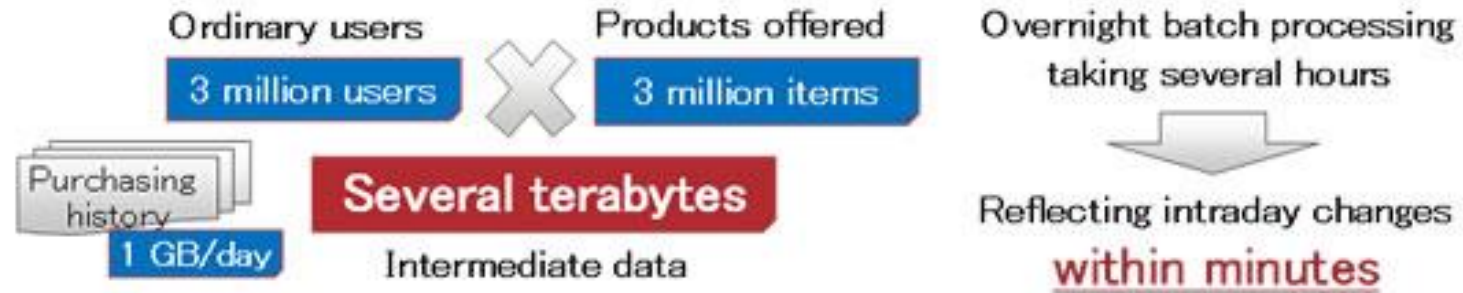 Ordinary users
3 million users
Products offered
3 million items
Purchasing
history
1 GB/day
Several terabytes
Intermediate data
Overnight batch processing
taking several hours
Reflecting intraday changes
within minutes